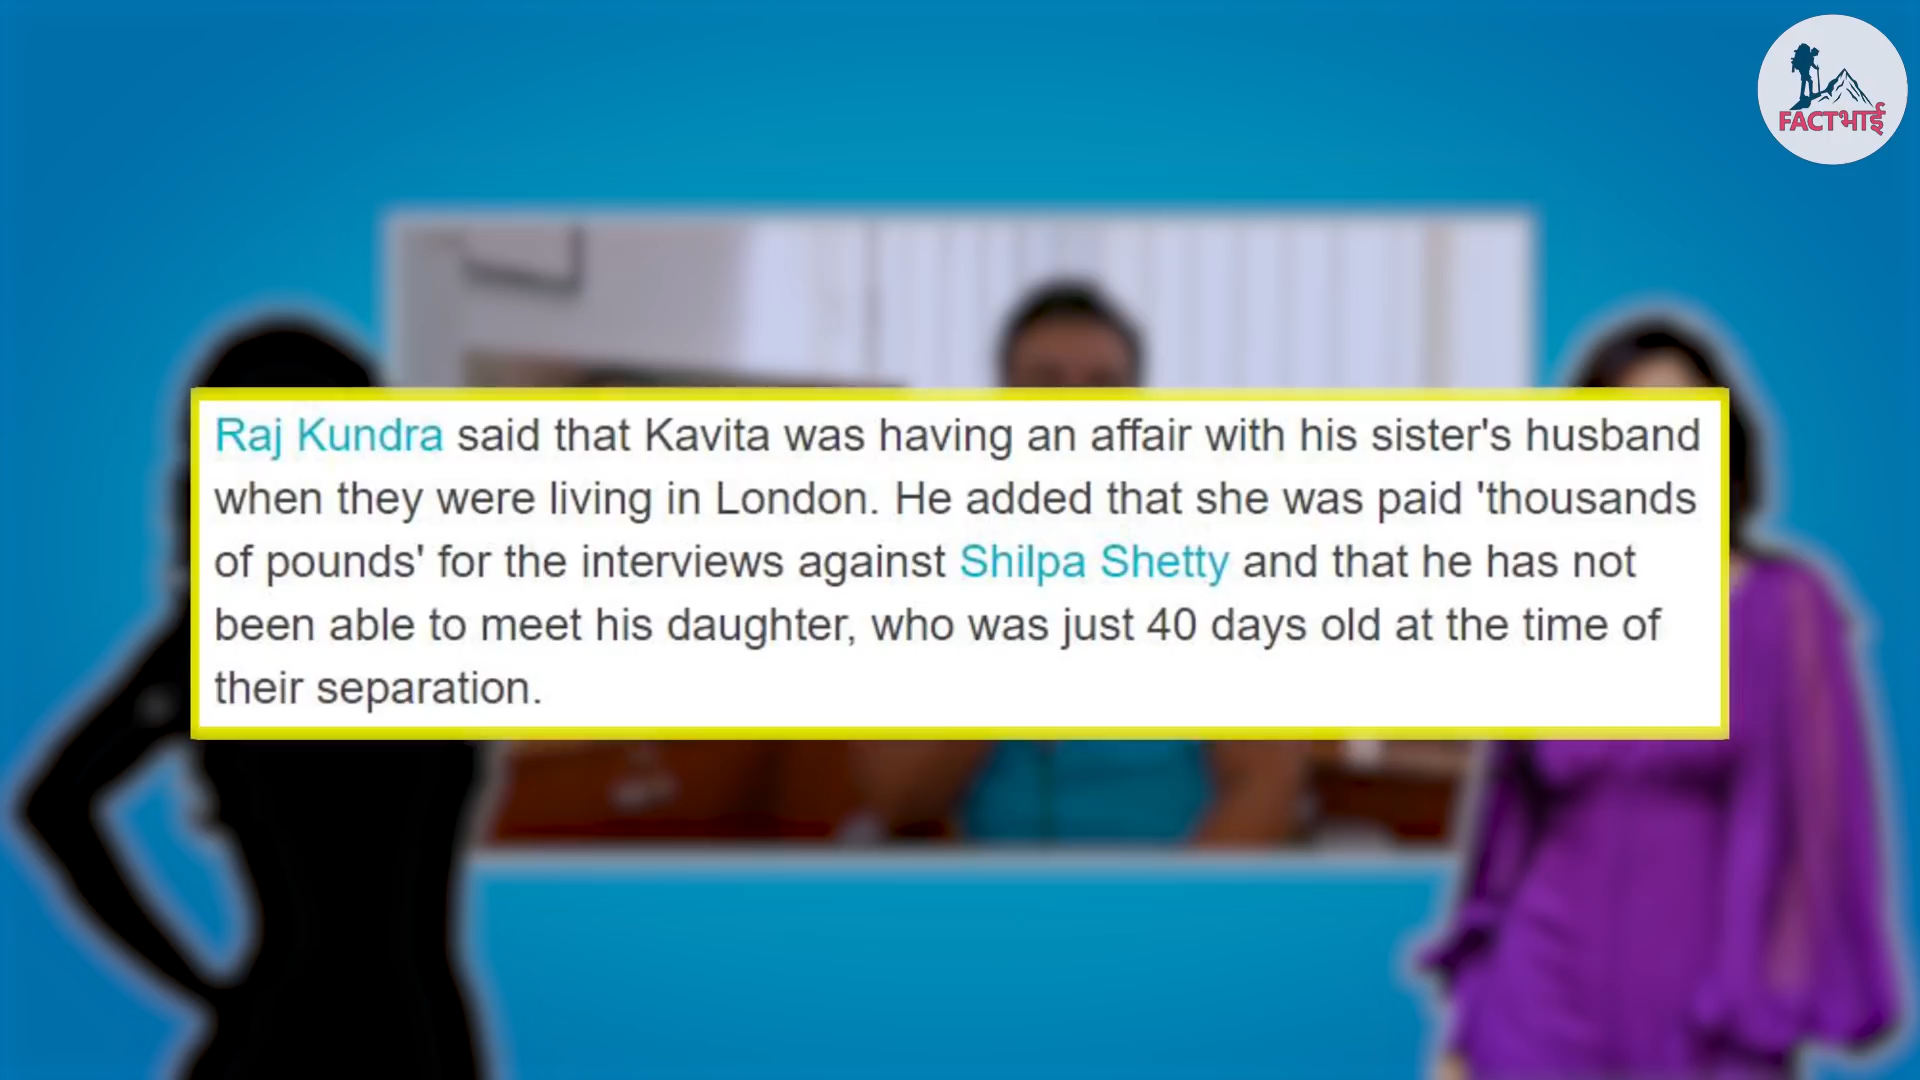 FACTभाई
Raj Kundra said that Kavita was having an affair with his sister's husband
when they were living in London. He added that she was paid 'thousands
of pounds' for the interviews against Shilpa Shetty and that he has not
been able to meet his daughter, who was just 40 days old at the time of
their separation.